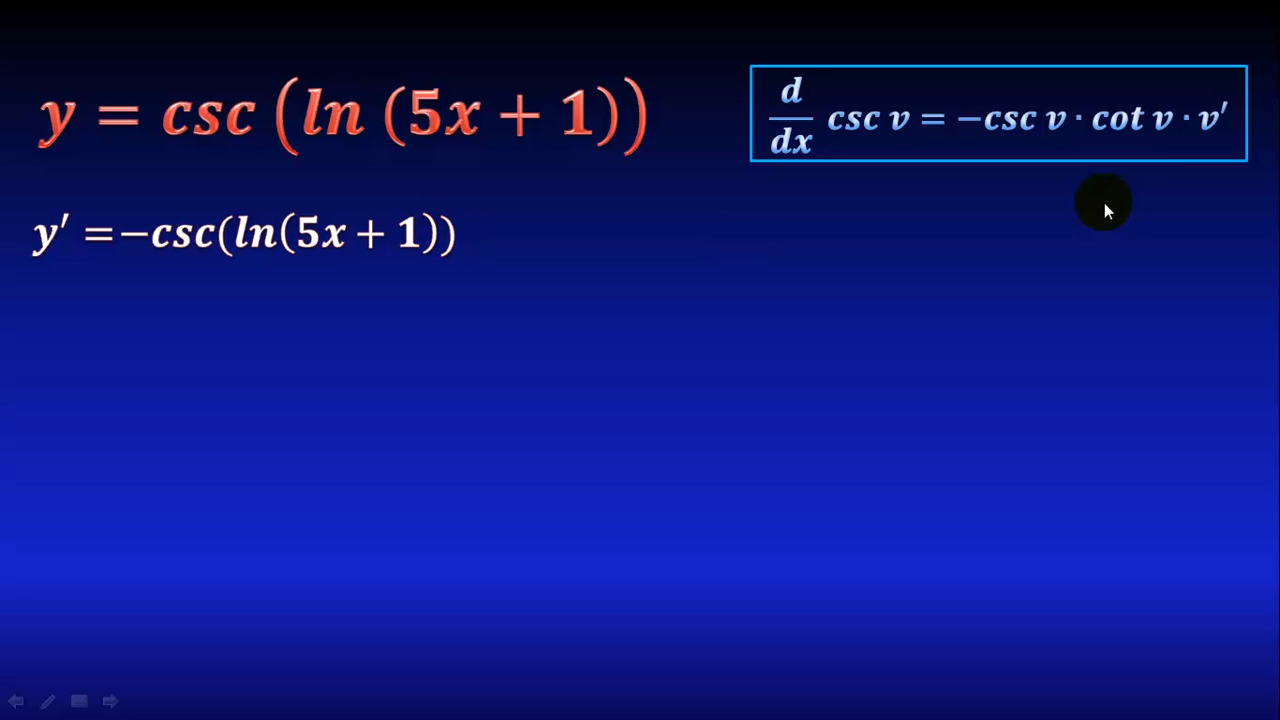 y = csc (ln (5x + 1))
d/dx csc v = −csc v · cot v · v′
y′ =−csc(ln(5x + 1))